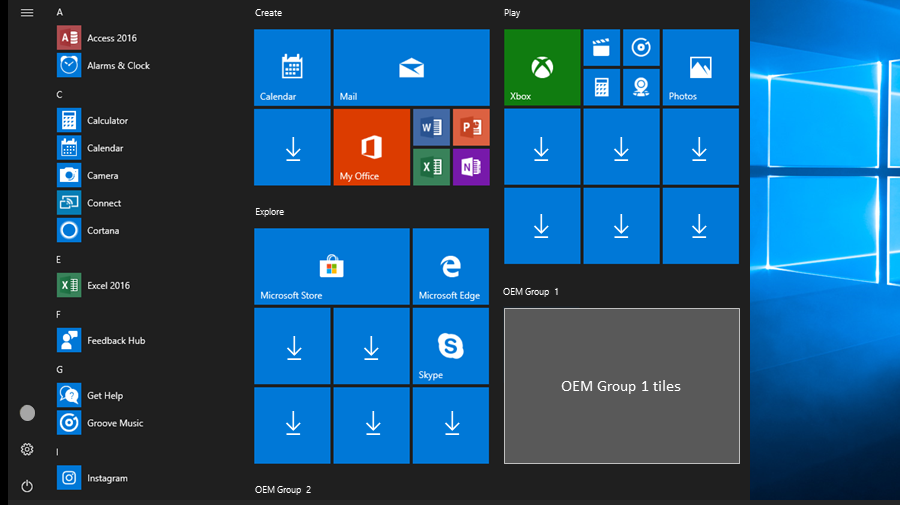 A
Access 2016
Alarms & Clock
C
Calculator
Calendar
Camera
Connect
Cortana
E
Excel 2016
F
Feedback Hub
G
Get Help
Groove Music
I
Instagram
Create
Calendar
Mail
My Office
Explore
Microsoft Store
Microsoft Edge
Skype
OEM Group 2
Play
Xbox
Photos
OEM Group 1
OEM Group 1 tiles